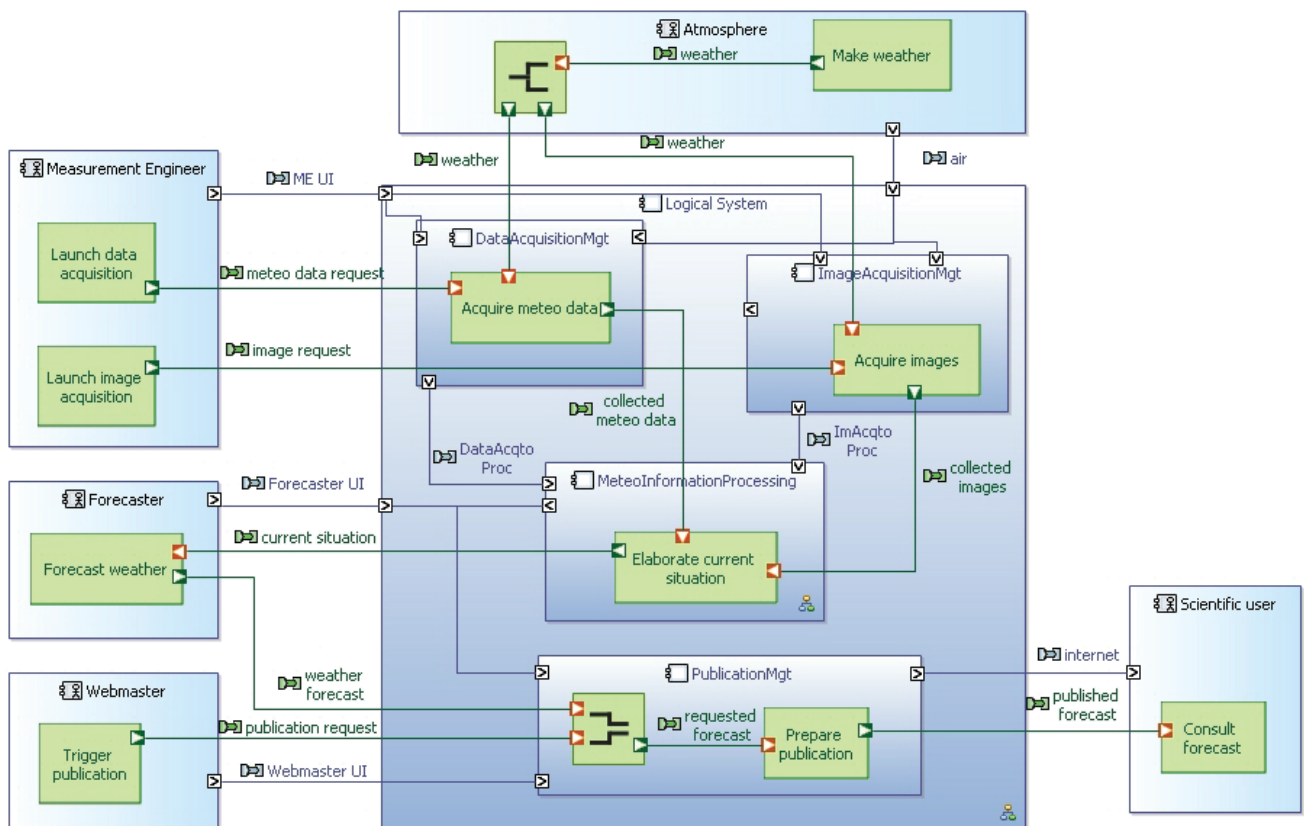 Atmosphere
weather
Make weather
weather
weather
air
Measurement Engineer
ME UI
Logical System
Launch data
acquisition
meteo data request
DataAcquisitionMgt
Acquire meteo data
ImageAcquisitionMgt
Launch image
acquisition
image request
Acquire images
collected
meteo data
DataAcqto
Proc
ImAcqto
Proc
collected
images
Forecaster
Forecaster UI
MeteoInformationProcessing
Forecast weather
current situation
Elaborate current
situation
Scientific user
internet
weather
forecast
PublicationMgt
Webmaster
Trigger
publication
publication request
requested
forecast
Prepare
publication
published
forecast
Consult
forecast
Webmaster UI